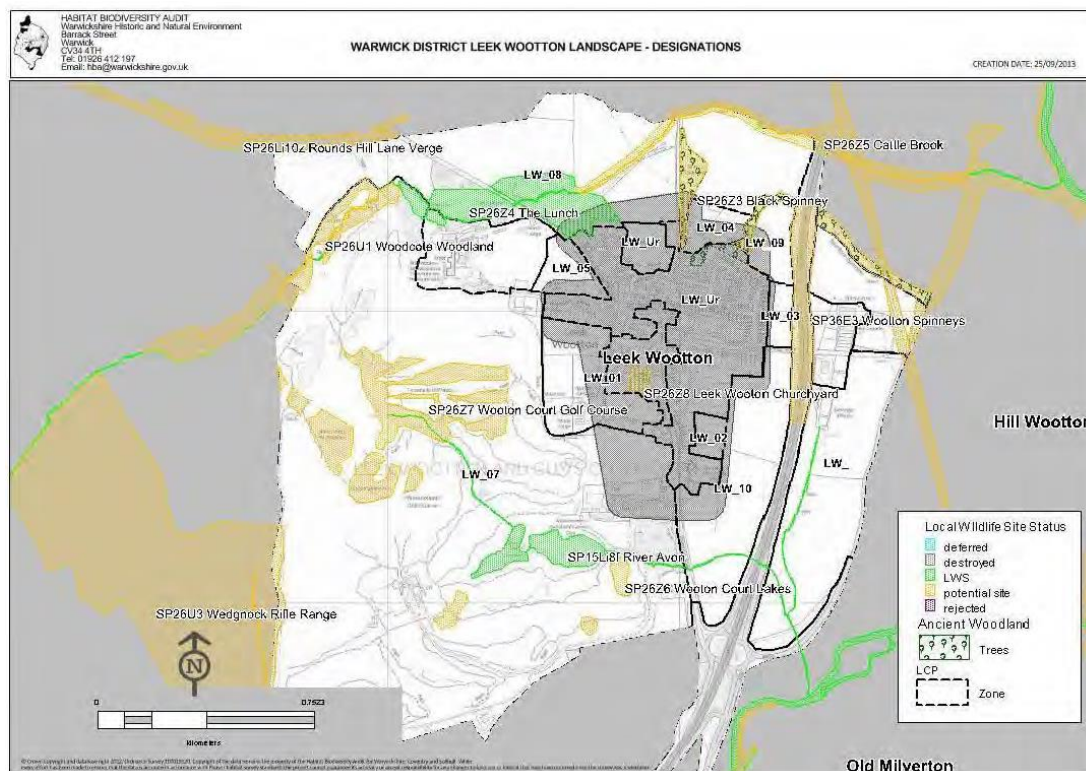 HABITAT BIODIVERSITY AUDIT
Warwickshire Historic and Natural Environment
Barrack Street
Warwick
CV34 4TH
Tel: 01926 412 197
Email: hba@warwickshire.gov.uk
WARWICK DISTRICT LEEK WOOTTON LANDSCAPE - DESIGNATIONS
CREATION DATE: 25/09/2013
SP26Li10z Rounds Hill Lane Verge
SP26Z5 Cattle Brook
LW_08
SP26Z3 Black Spinney
SP26Z4 The Lunch
LW_04
SP26U1 Woodcote Woodland
LW_Ur
LW_09
LW_05
LW_Ur
LW_03
SP36E3 Wootton Spinneys
Leek Wootton
LW_01
SP26Z8 Leek Wooton Churchyard
SP26Z7 Wooton Court Golf Course
Hill Wootton
LW_02
LW_07
LW_
LW_10
SP15Li8f River Avon
SP26Z6 Wooton Court Lakes
SP26U3 Wedgnock Rifle Range
Local Wildlife Site Status
deferred
destroyed
LWS
potential site
rejected
Ancient Woodland
Trees
LCP
Zone
N
0
0.7623
kilometers
Old Milverton